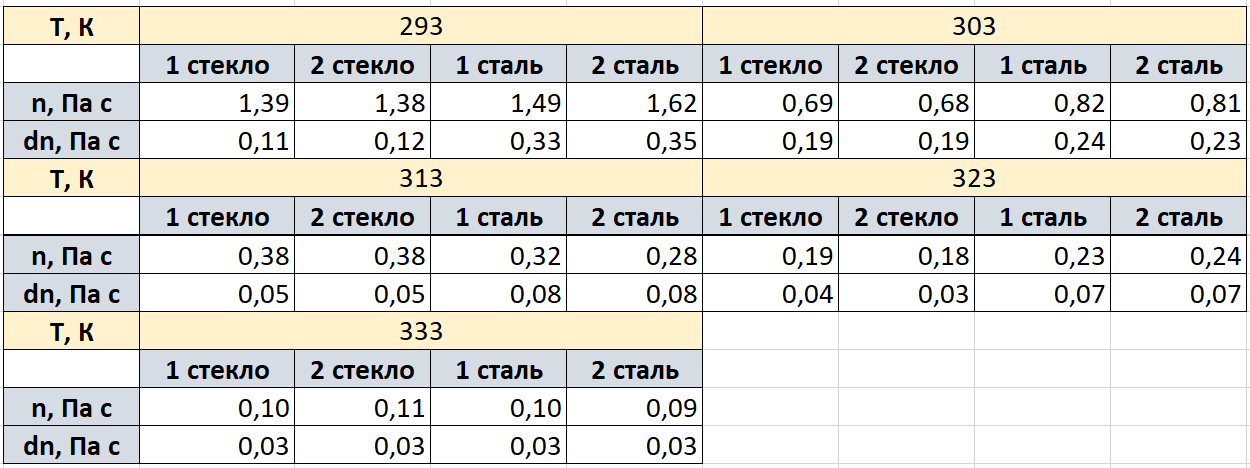 Т, К 293 303
1 стекло 2 стекло 1 сталь 2 сталь 1 стекло 2 стекло 1 сталь 2 сталь
n, Па с 1,39 1,38 1,49 1,62 0,69 0,68 0,82 0,81
dn, Па с 0,11 0,12 0,33 0,35 0,19 0,19 0,24 0,23
Т, К 313 323
1 стекло 2 стекло 1 сталь 2 сталь 1 стекло 2 стекло 1 сталь 2 сталь
n, Па с 0,38 0,38 0,32 0,28 0,19 0,18 0,23 0,24
dn, Па с 0,05 0,05 0,08 0,08 0,04 0,03 0,07 0,07
Т, К 333
1 стекло 2 стекло 1 сталь 2 сталь
n, Па с 0,10 0,11 0,10 0,09
dn, Па с 0,03 0,03 0,03 0,03